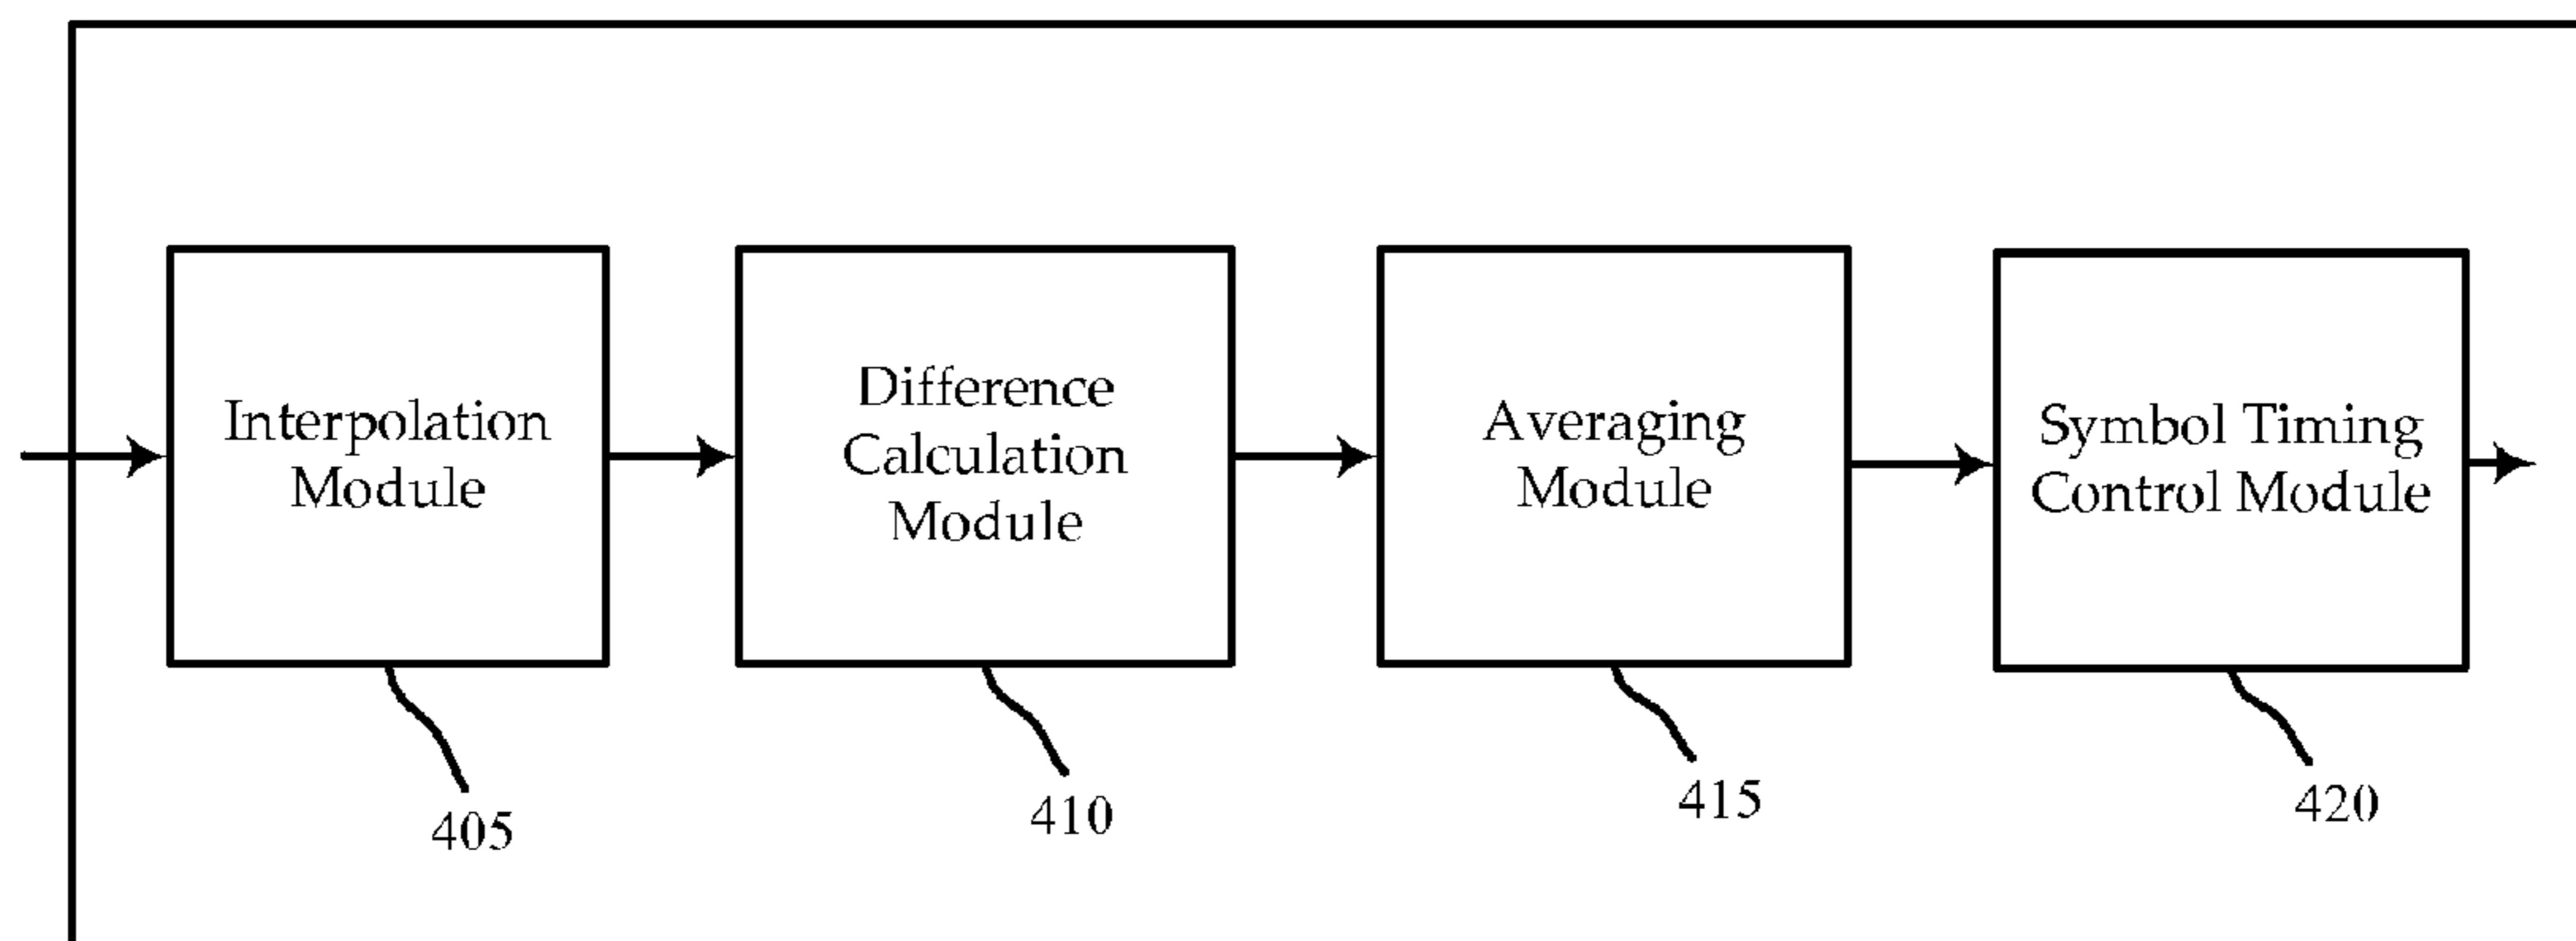 Interpolation
Module
Difference
Calculation
Module
Averaging
Module
Symbol Timing
Control Module
405
410
415
420